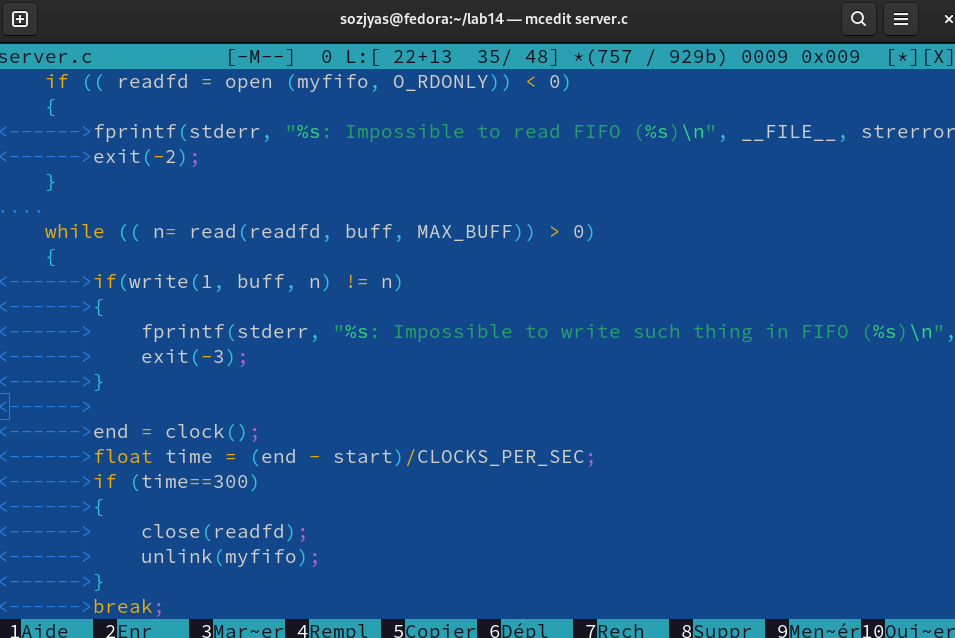 sozjyas@fedora:~/lab14 — mcedit server.c
server.c [-M--] 0 L:[ 22+13 35/ 48] *(757 / 929b) 0009 0x009 [*][X]
if (( readfd = open (myfifo, O_RDONLY)) < 0)
{
<------>fprintf(stderr, "%s: Impossible to read FIFO (%s)\n", __FILE__, strerror
<------>exit(-2);
}
....
while (( n= read(readfd, buff, MAX_BUFF)) > 0)
{
<------>if(write(1, buff, n) != n)
<------>{
<------> fprintf(stderr, "%s: Impossible to write such thing in FIFO (%s)\n",
<------> exit(-3);
<------>}
<------>
<------>end = clock();
<------>float time = (end - start)/CLOCKS_PER_SEC;
<------>if (time==300)
<------>{
<------> close(readfd);
<------> unlink(myfifo);
<------>}
<------>break;
1Aide 2Enr 3Mar~er 4Rempl 5Copier 6Dépl 7Rech 8Suppr 9Men~ér 10Qui~er